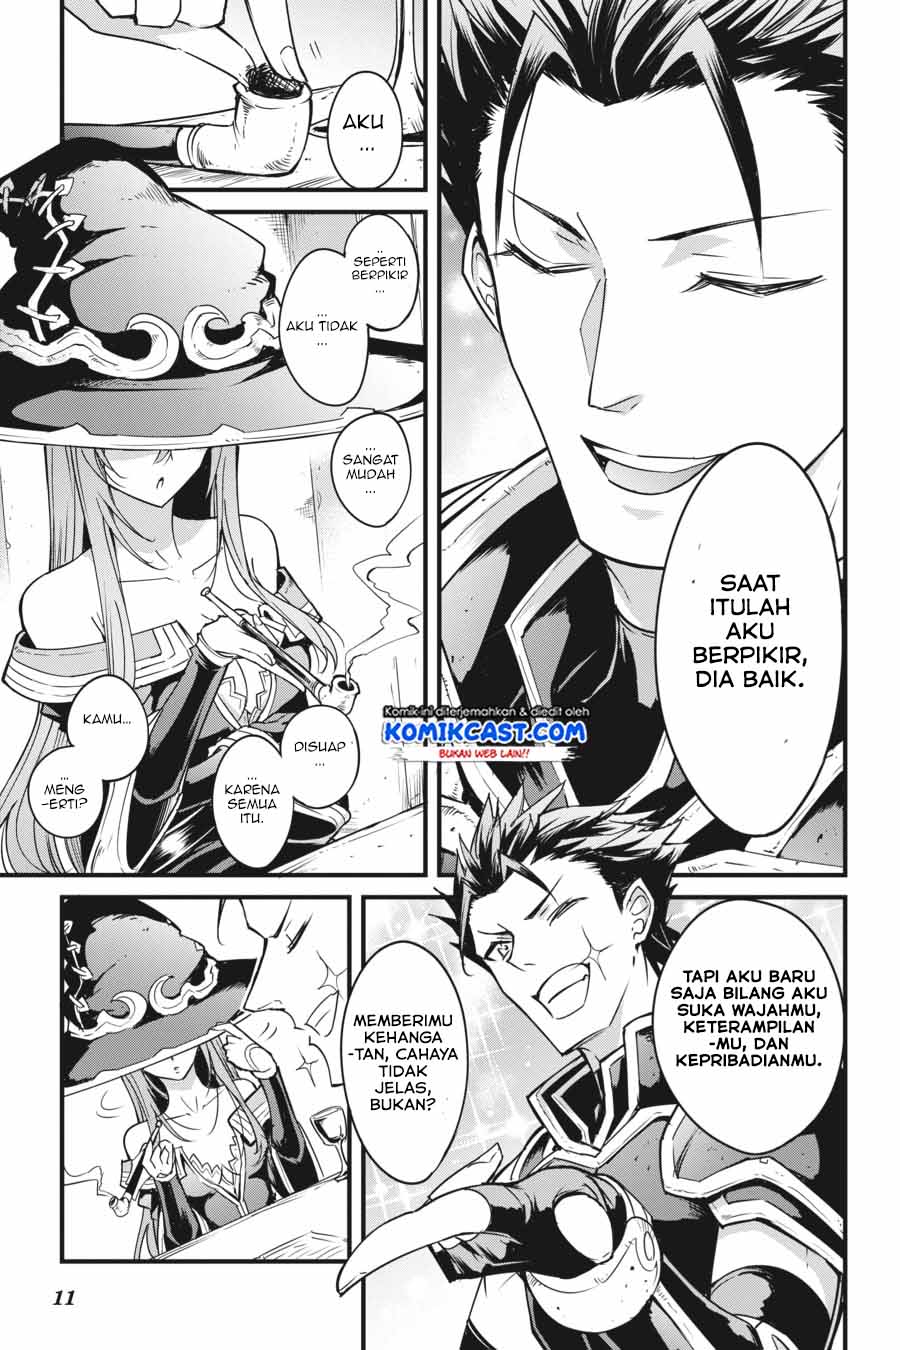 SAAT
ITULAH
AKU
BERPIKIR,
DIA BAIK.
AKU
...
...
SEPERTI
BERPIKIR
...
...
AKU TIDAK
...
...
SANGAT
MUDAH
...
DISUAP
...
...
KARENA
SEMUA
ITU.
KAMU...
...
MENG
-ERTI?
Komik ini diterjemahkan & diedit oleh
KOMIKCAST.COM
BUKAN WEB LAIN!!
TAPI AKU BARU
SAJA BILANG AKU
SUKA WAJAHMU,
KETERAMPILAN
-MU, DAN
KEPRIBADIANMU.
MEMBERIMU
KEHANGA
-TAN, CAHAYA
TIDAK
JELAS,
BUKAN?
11